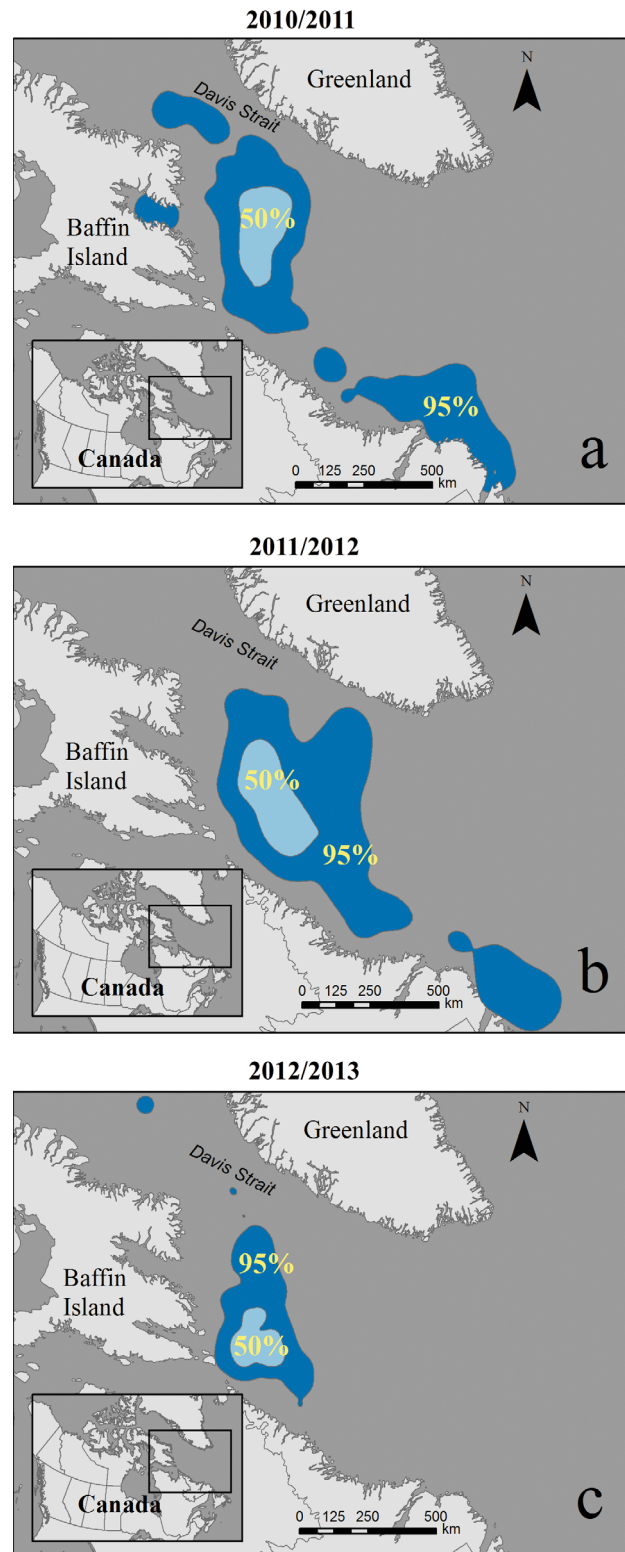 2010/2011
Greenland
N
Davis Strait
50%
Baffin
Island
95%
Canada
a
0 125 250 500
km
2011/2012
Greenland
N
Davis Strait
Baffin
Island
50%
95%
Canada
b
0 125 250 500
km
2012/2013
Greenland
N
Davis Strait
95%
Baffin
Island
50%
Canada
c
0 125 250 500
km